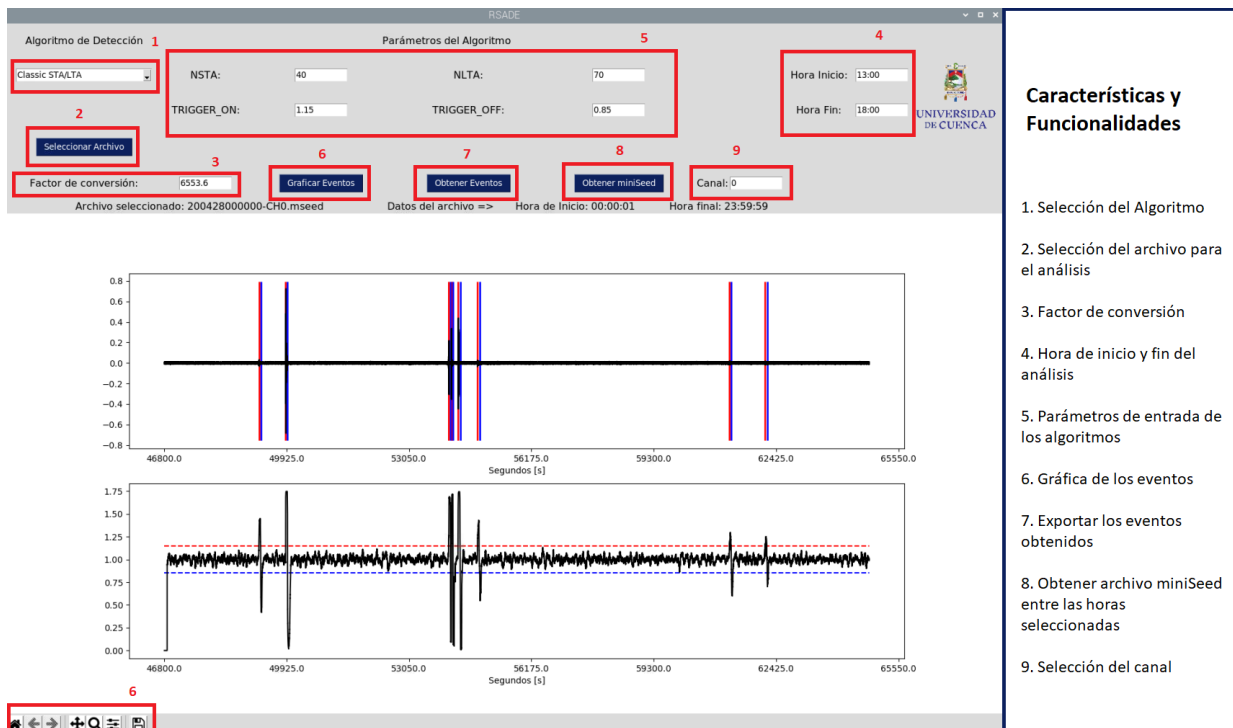 RSADE
Algoritmo de Detección 1
Parámetros del Algoritmo 5
4
Classic STA/LTA
NSTA: 40
NLTA: 70
Hora Inicio: 13:00
TRIGGER_ON: 1.15
TRIGGER_OFF: 0.85
Hora Fin: 18:00
UNIVERSIDAD
DE CUENCA
2
Seleccionar Archivo
3
6
7
8
9
Factor de conversión: 6553.6
Graficar Eventos
Obtener Eventos
Obtener miniSeed
Canal: 0
Archivo seleccionado: 200428000000-CH0.mseed Datos del archivo => Hora de Inicio: 00:00:01 Hora final: 23:59:59
0.8
0.6
0.4
0.2
0.0
−0.2
−0.4
−0.6
−0.8
46800.0 49925.0 53050.0 56175.0 59300.0 62425.0 65550.0
Segundos [s]
1.75
1.50
1.25
1.00
0.75
0.50
0.25
0.00
46800.0 49925.0 53050.0 56175.0 59300.0 62425.0 65550.0
Segundos [s]
6
Características y
Funcionalidades
1. Selección del Algoritmo
2. Selección del archivo para
el análisis
3. Factor de conversión
4. Hora de inicio y fin del
análisis
5. Parámetros de entrada de
los algoritmos
6. Gráfica de los eventos
7. Exportar los eventos
obtenidos
8. Obtener archivo miniSeed
entre las horas
seleccionadas
9. Selección del canal